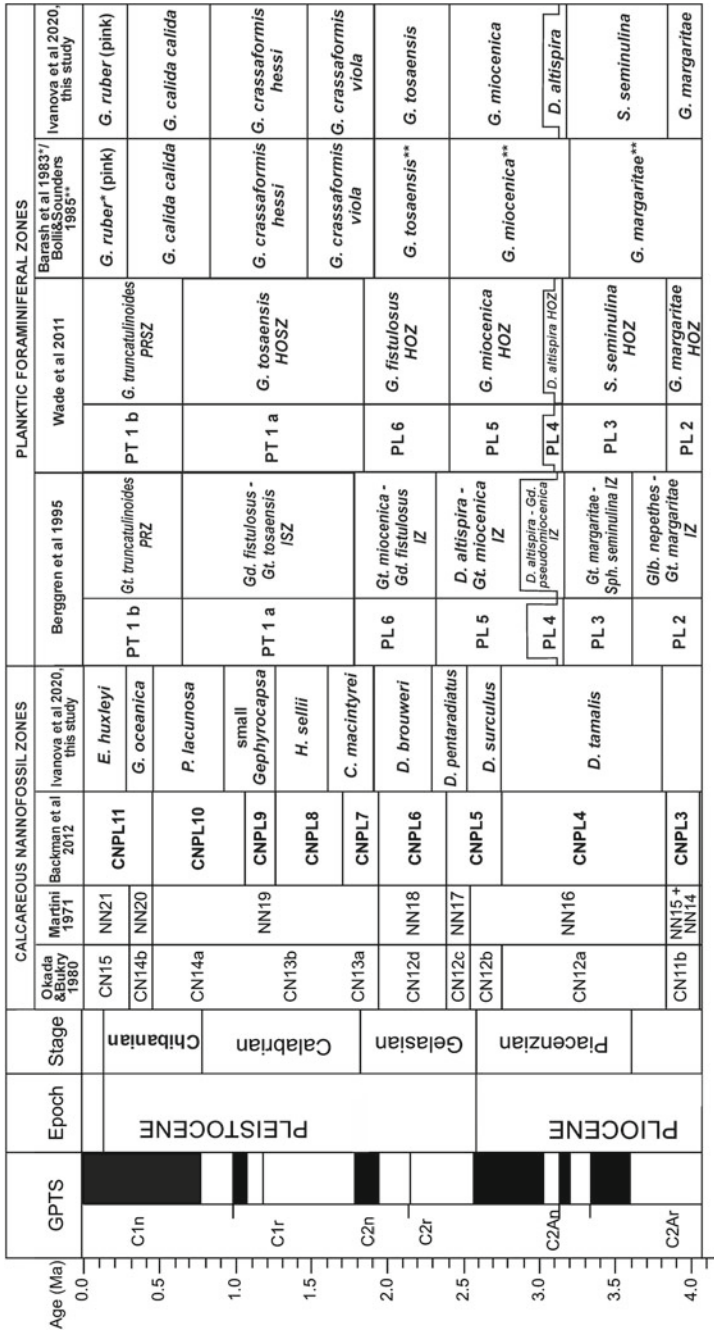 PLANKTIC FORAMINIFERAL ZONES
Ivanova et al 2020,
this study
G. ruber (pink)
G. calida calida
G. crassaformis
hessi
G. crassaformis
viola
G. tosaensis
G. miocenica
D. altispira
S. seminulina
G. margaritae
Barash et al 1983*/
Bolli&Sounders
1985**
G. ruber* (pink)
G. calida calida
G. crassaformis
hessi
G. crassaformis
viola
G. tosaensis**
G. miocenica**
G. margaritae**
Wade et al 2011
G. truncatulinoides
PRSZ
G. tosaensis
HOSZ
G. fistulosus
HOZ
G. miocenica
HOZ
D. altispira HOZ
S. seminulina
HOZ
G. margaritae
HOZ
PT 1 b
PT 1 a
PL 6
PL 5
PL 4
PL 3
PL 2
Berggren et al 1995
Gt. truncatulinoides
PRZ
Gd. fistulosus -
Gt. tosaensis
ISZ
Gt. miocenica -
Gd. fistulosus
IZ
D. altispira -
Gt. miocenica
IZ
D. altispira - Gd.
pseudomiocenica
IZ
Gt. margaritae -
Sph. seminulina IZ
Glb. nepethes -
Gt. margaritae
IZ
PT 1 b
PT 1 a
PL 6
PL 5
PL 4
PL 3
PL 2
CALCAREOUS NANNOFOSSIL ZONES
Ivanova et al 2020,
this study
E. huxleyi
G. oceanica
P. lacunosa
small
Gephyrocapsa
H. sellii
C. macintyrei
D. brouweri
D. pentaradiatus
D. surculus
D. tamalis
Backman et al
2012
CNPL11
CNPL10
CNPL9
CNPL8
CNPL7
CNPL6
CNPL5
CNPL4
CNPL3
Martini
1971
NN21
NN20
NN19
NN18
NN17
NN16
NN15 +
NN14
Okada
&Bukry
1980
CN15
CN14b
CN14a
CN13b
CN13a
CN12d
CN12c
CN12b
CN12a
CN11b
Stage
Chibanian
Calabrian
Gelasian
Piacenzian
Epoch
PLEISTOCENE
PLIOCENE
GPTS
C1n
C1r
C2n
C2r
C2An
C2Ar
Age (Ma)
0.0
0.5
1.0
1.5
2.0
2.5
3.0
3.5
4.0